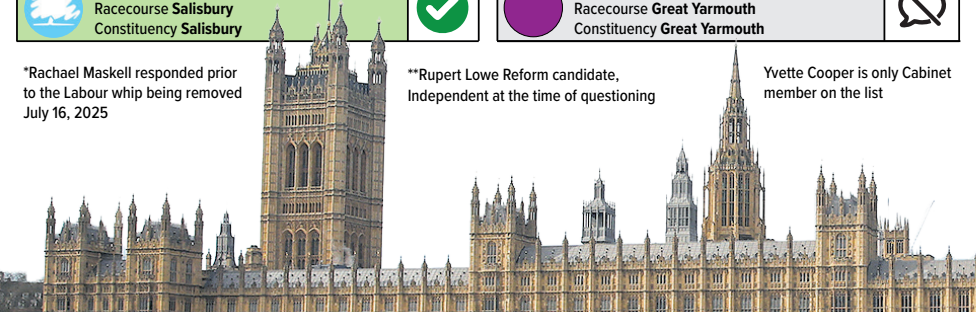 Racecourse Salisbury
Constituency Salisbury
Racecourse Great Yarmouth
Constituency Great Yarmouth
*Rachael Maskell responded prior
to the Labour whip being removed
July 16, 2025
**Rupert Lowe Reform candidate,
Independent at the time of questioning
Yvette Cooper is only Cabinet
member on the list